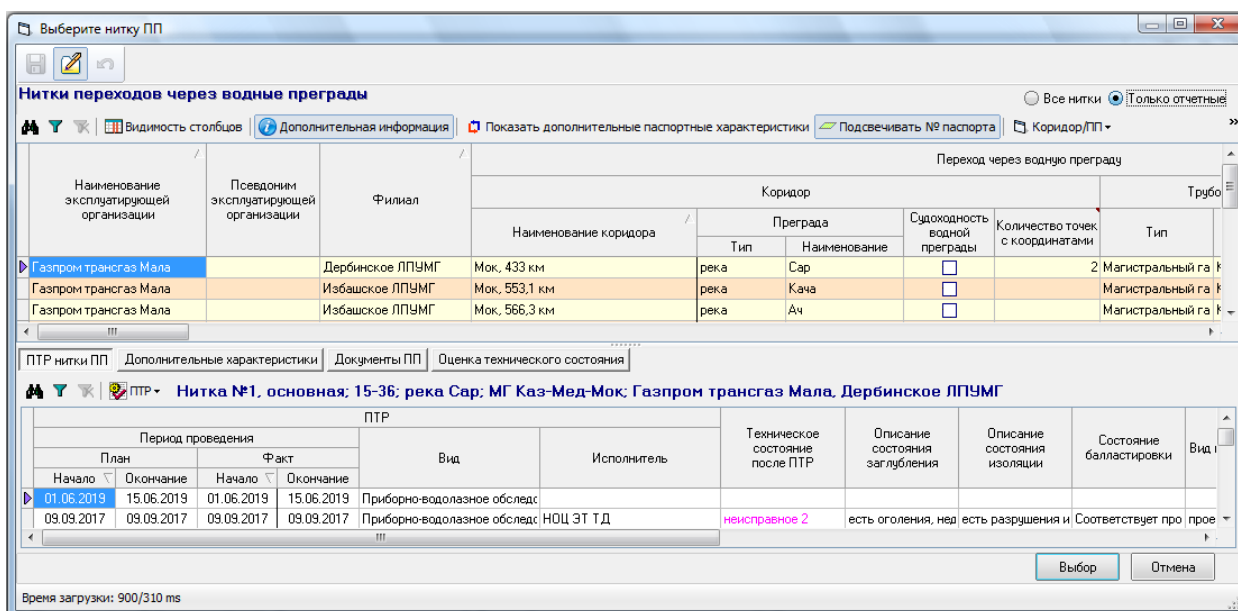 Выберите нитку ПП
Нитки переходов через водные преграды
Все нитки Только отчетные
Видимость столбцов Дополнительная информация Показать дополнительные паспортные характеристики Подсвечивать № паспорта Коридор/ПП »
Наименование эксплуатирующей организации
Псевдоним эксплуатирующей организации
Филиал
Переход через водную преграду
Коридор
Трубо
Наименование коридора
Преграда
Тип Наименование
Судоходность водной преграды
Количество точек с координатами
Тип
Газпром трансгаз Мала Дербинское ЛПУМГ Мок, 433 км река Сар 2 Магистральный га
Газпром трансгаз Мала Избашское ЛПУМГ Мок, 553,1 км река Кача Магистральный га
Газпром трансгаз Мала Избашское ЛПУМГ Мок, 566,3 км река Ач Магистральный га
ПТР нитки ПП Дополнительные характеристики Документы ПП Оценка технического состояния
ПТР Нитка №1, основная; 15-36; река Сар; МГ Каз-Мед-Мок; Газпром трансгаз Мала, Дербинское ЛПУМГ
ПТР
Период проведения
План Факт
Начало Окончание Начало Окончание
Вид
Исполнитель
Техническое состояние после ПТР
Описание состояния заглубления
Описание состояния изоляции
Состояние балластировки
Вид
01.06.2019 15.06.2019 01.06.2019 15.06.2019 Приборно-водолазное обследо
09.09.2017 09.09.2017 09.09.2017 09.09.2017 Приборно-водолазное обследо НОЦ ЭТ ТД неисправное 2 есть оголения, нед есть разрушения и Соответствует про прое
Выбор Отмена
Время загрузки: 900/310 ms